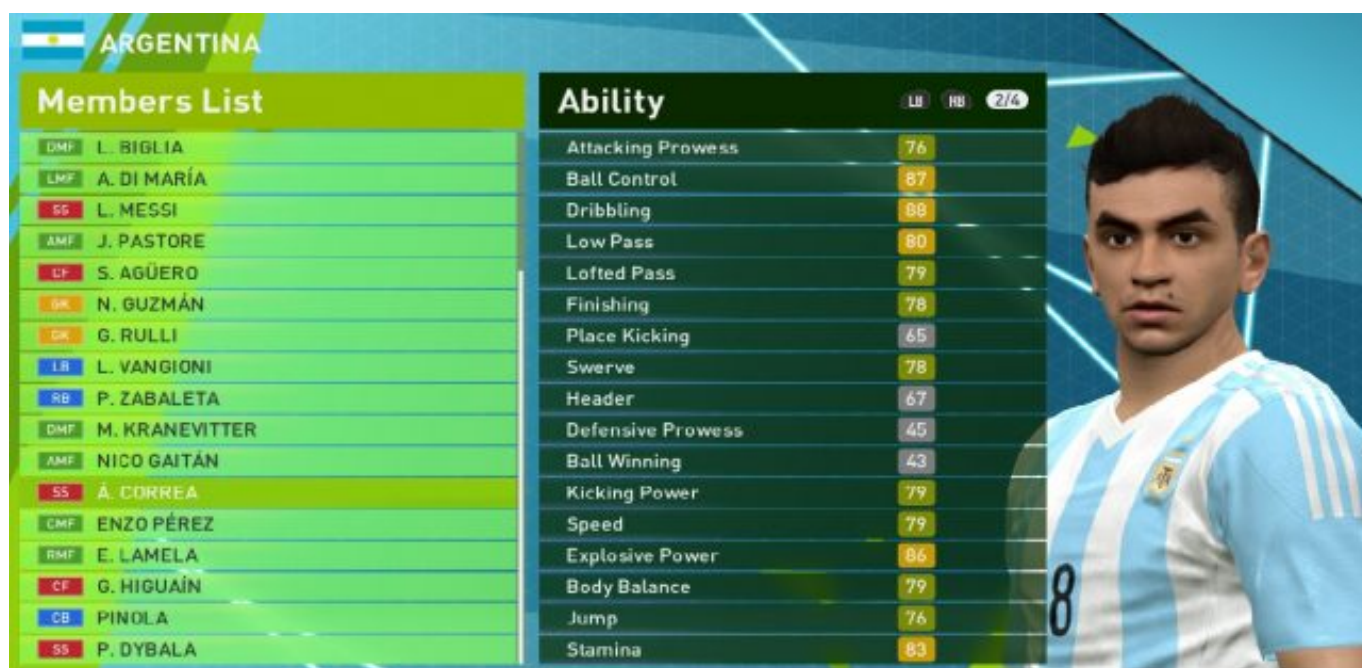 ARGENTINA
Members List
DMF L. BIGLIA
LMF A. DI MARÍA
SS L. MESSI
AMF J. PASTORE
CF S. AGÜERO
GK N. GUZMÁN
GK G. RULLI
LB L. VANGIONI
RB P. ZABALETA
DMF M. KRANEVITTER
AMF NICO GAITÁN
SS Á. CORREA
CMF ENZO PÉREZ
RMF E. LAMELA
CF G. HIGUAÍN
CB PINOLA
SS P. DYBALA
Ability LB RB 2/4
Attacking Prowess 76
Ball Control 87
Dribbling 88
Low Pass 80
Lofted Pass 79
Finishing 78
Place Kicking 65
Swerve 78
Header 67
Defensive Prowess 45
Ball Winning 43
Kicking Power 79
Speed 79
Explosive Power 86
Body Balance 79
Jump 76
Stamina 83
8